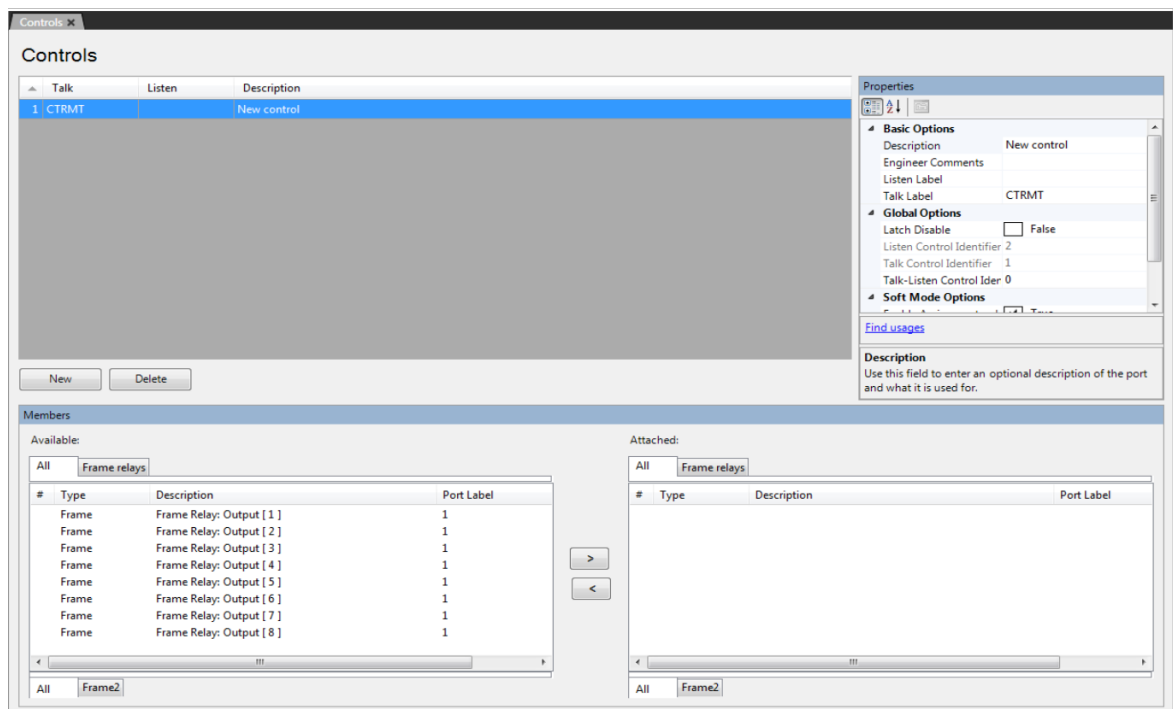 Controls
Controls
Talk Listen Description
1 CTRMT New control
New Delete
Properties
Basic Options
Description New control
Engineer Comments
Listen Label
Talk Label CTRMT
Global Options
Latch Disable False
Listen Control Identifier 2
Talk Control Identifier 1
Talk-Listen Control Iden 0
Soft Mode Options
True
Find usages
Description
Use this field to enter an optional description of the port
and what it is used for.
Members
Available:
All Frame relays
# Type Description Port Label
Frame Frame Relay: Output [ 1 ] 1
Frame Frame Relay: Output [ 2 ] 1
Frame Frame Relay: Output [ 3 ] 1
Frame Frame Relay: Output [ 4 ] 1
Frame Frame Relay: Output [ 5 ] 1
Frame Frame Relay: Output [ 6 ] 1
Frame Frame Relay: Output [ 7 ] 1
Frame Frame Relay: Output [ 8 ] 1
All Frame2
>
<
Attached:
All Frame relays
# Type Description Port Label
All Frame2